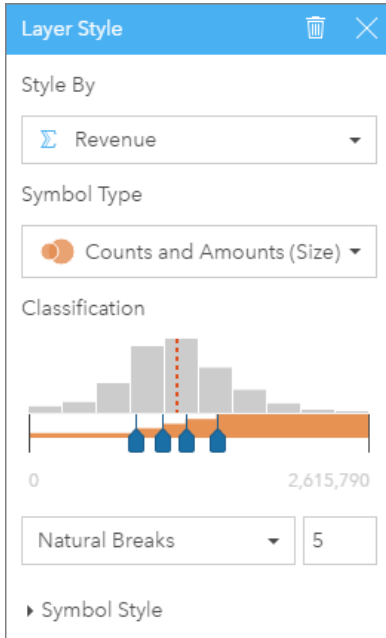 Layer Style
Style By
Revenue
Symbol Type
Counts and Amounts (Size)
Classification
0 2,615,790
Natural Breaks 5
Symbol Style